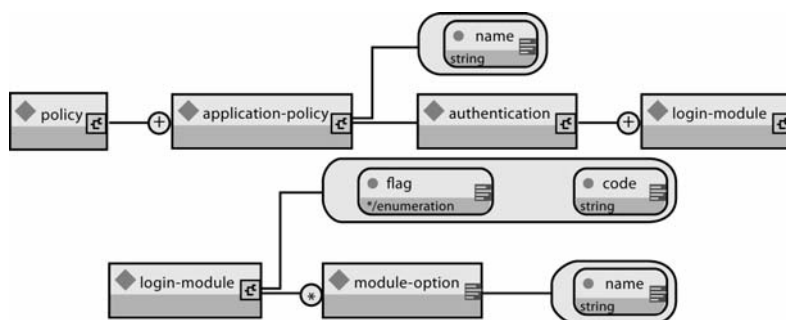 name
string
policy
+
application-policy
authentication
+
login-module
flag
*/enumeration
code
string
login-module
*
module-option
name
string